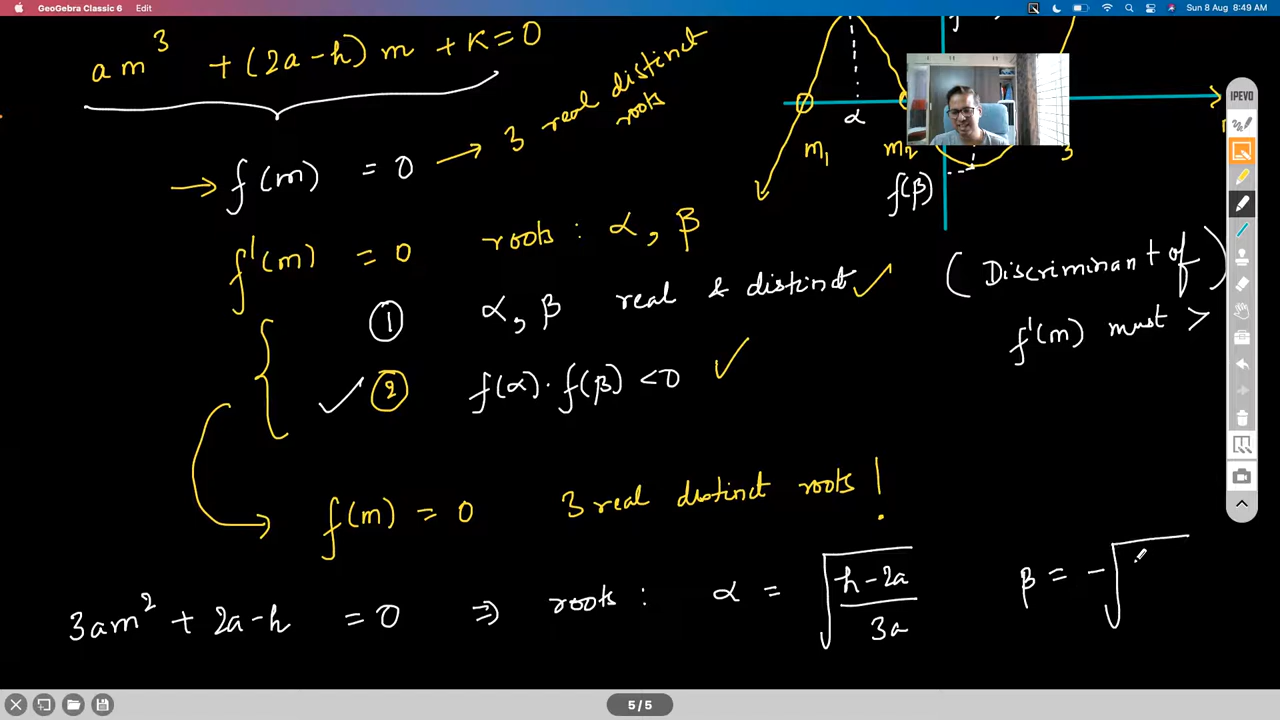 GeoGebra Classic 6 Edit Sun 8 Aug 8:49 AM
am³ + (2a-h) m + K = 0
f(m) = 0 → 3 real distinct roots
α
m₁ m₂ 3
f(β)
f'(m) = 0 roots : α, β
① α, β real & distinct ✓ (Discriminant of f'(m) must >)
✓ ② f(α)·f(β) < 0 ✓
f(m) = 0 3 real distinct roots !
3am² + 2a-h = 0 ⇒ roots : α = √((h-2a)/3a) β = -√
IPEVO
5 / 5